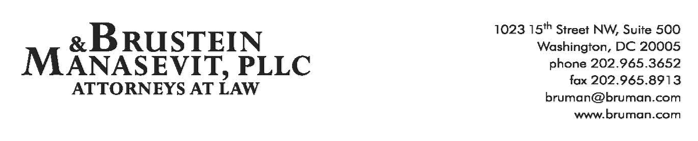 &BRUSTEIN
MANASEVIT, PLLC
ATTORNEYS AT LAW
1023 15th Street NW, Suite 500
Washington, DC 20005
phone 202.965.3652
fax 202.965.8913
bruman@bruman.com
www.bruman.com